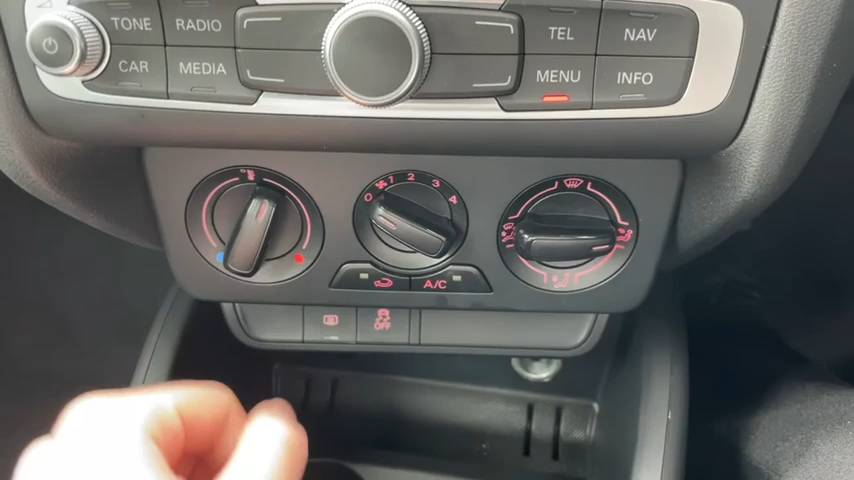 TONE RADIO TEL NAV
CAR MEDIA MENU INFO
0 1 2 3 4
A/C
OFF